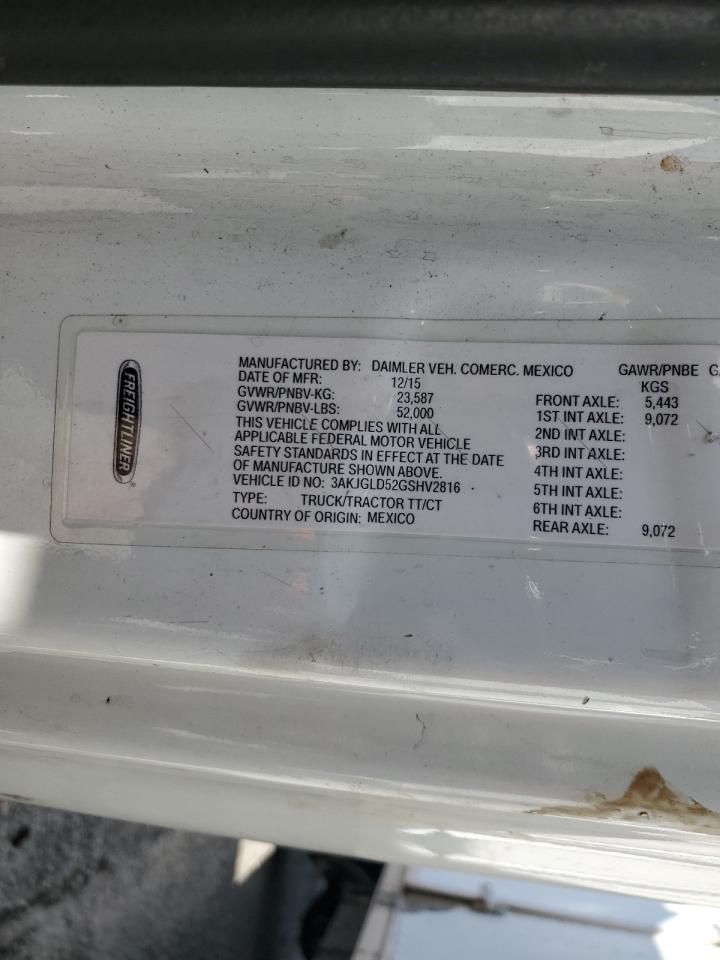 FREIGHTLINER
MANUFACTURED BY: DAIMLER VEH. COMERC. MEXICO
DATE OF MFR: 12/15
GVWR/PNBV-KG: 23,587
GVWR/PNBV-LBS: 52,000
THIS VEHICLE COMPLIES WITH ALL
APPLICABLE FEDERAL MOTOR VEHICLE
SAFETY STANDARDS IN EFFECT AT THE DATE
OF MANUFACTURE SHOWN ABOVE.
VEHICLE ID NO: 3AKJGLD52GSHV2816
TYPE: TRUCK/TRACTOR TT/CT
COUNTRY OF ORIGIN: MEXICO
GAWR/PNBE
KGS
FRONT AXLE: 5,443
1ST INT AXLE: 9,072
2ND INT AXLE:
3RD INT AXLE:
4TH INT AXLE:
5TH INT AXLE:
6TH INT AXLE:
REAR AXLE: 9,072